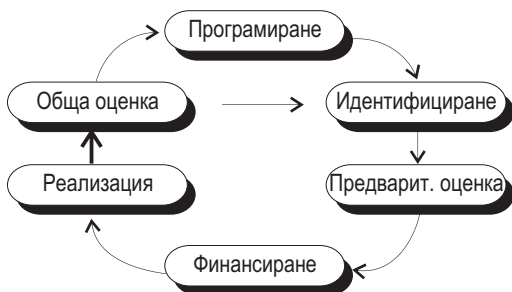 Програмиране
Обща оценка
Идентифициране
Реализация
Предварит. оценка
Финансиране